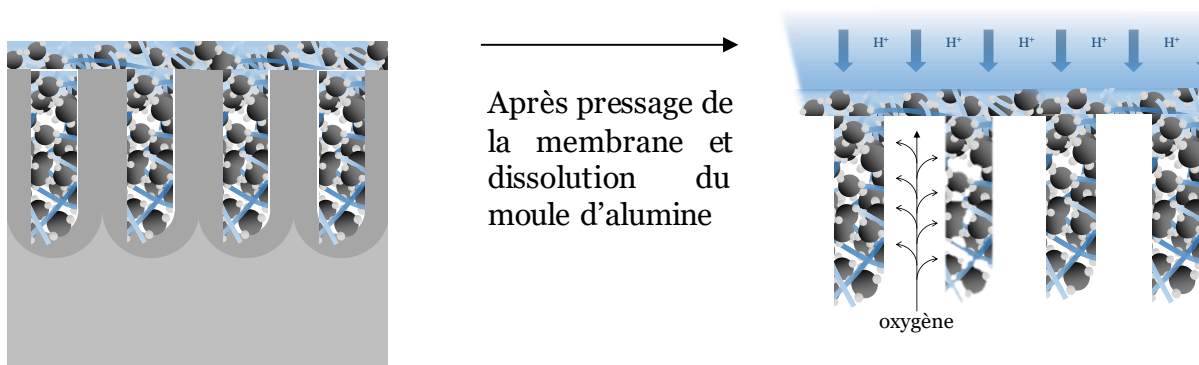 H⁺ H⁺ H⁺ H⁺ H⁺
Après pressage de
la membrane et
dissolution du
moule d’alumine
oxygène